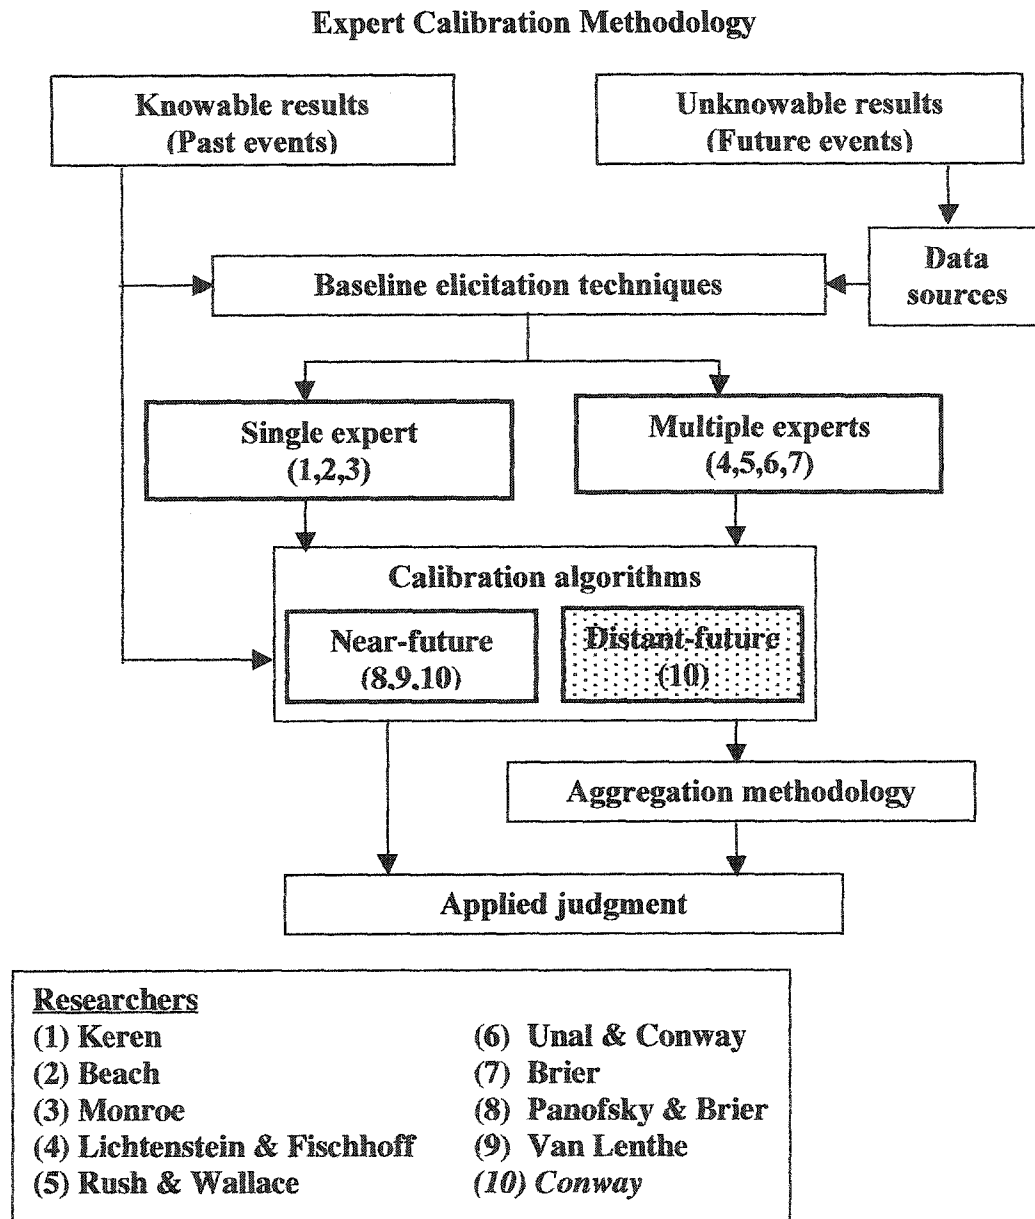 Expert Calibration Methodology
Knowable results
(Past events)
Unknowable results
(Future events)
Data
sources
Baseline elicitation techniques
Single expert
(1,2,3)
Multiple experts
(4,5,6,7)
Calibration algorithms
Near-future
(8,9,10)
Distant-future
(10)
Aggregation methodology
Applied judgment
Researchers
(1) Keren
(2) Beach
(3) Monroe
(4) Lichtenstein & Fischhoff
(5) Rush & Wallace
(6) Unal & Conway
(7) Brier
(8) Panofsky & Brier
(9) Van Lenthe
(10) Conway